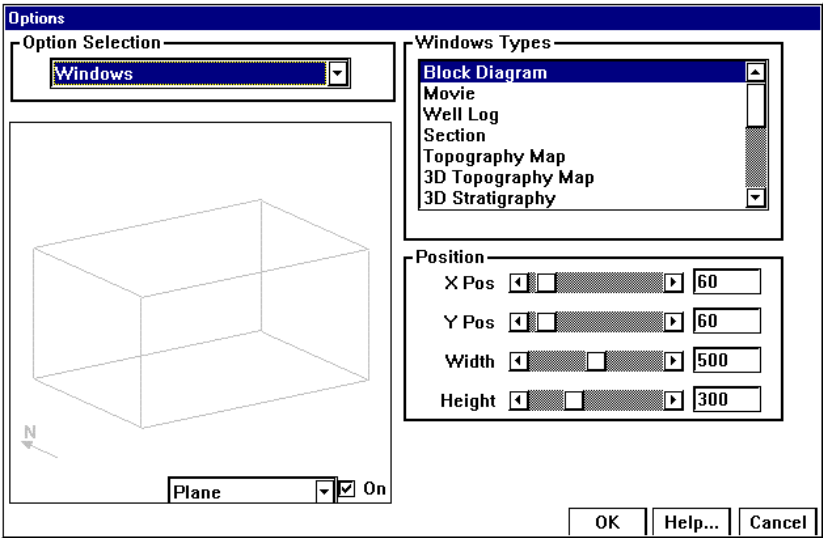 Options
Option Selection
Windows
N
Plane
On
Windows Types
Block Diagram
Movie
Well Log
Section
Topography Map
3D Topography Map
3D Stratigraphy
Position
X Pos 60
Y Pos 60
Width 500
Height 300
OK Help... Cancel